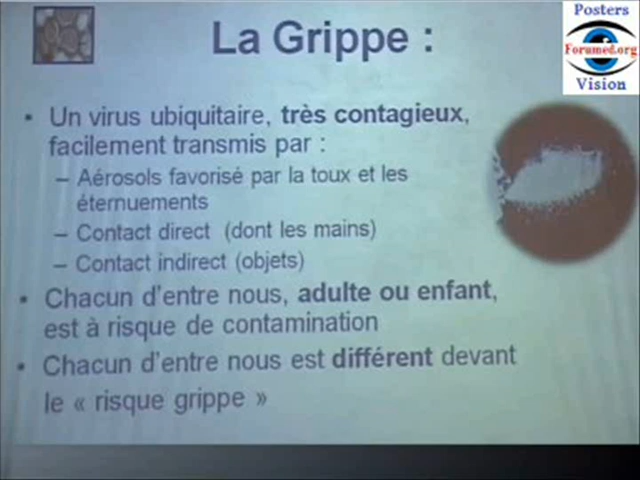 La Grippe :
Posters
Forumed.org
Vision
• Un virus ubiquitaire, très contagieux,
facilement transmis par :
– Aérosols favorisé par la toux et les
éternuements
– Contact direct (dont les mains)
– Contact indirect (objets)
• Chacun d'entre nous, adulte ou enfant,
est à risque de contamination
• Chacun d'entre nous est différent devant
le « risque grippe »